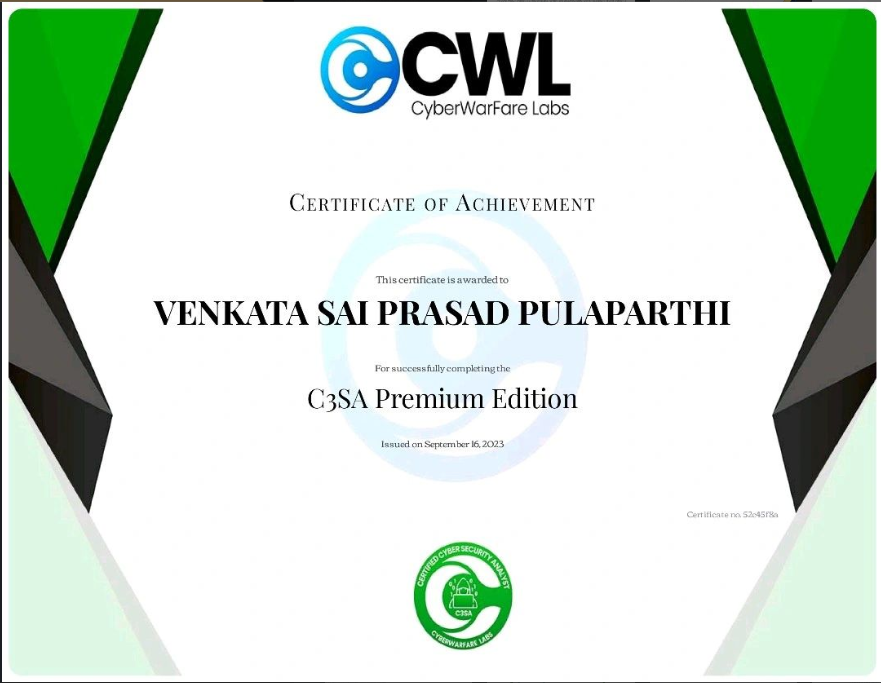 CWL
CyberWarFare Labs
CERTIFICATE OF ACHIEVEMENT
This certificate is awarded to
VENKATA SAI PRASAD PULAPARTHI
For successfully completing the
C3SA Premium Edition
Issued on September 16, 2023
Certificate no. 52c45f8a
CERTIFIED CYBER SECURITY ANALYST
C3SA
CYBERWARFARE LABS